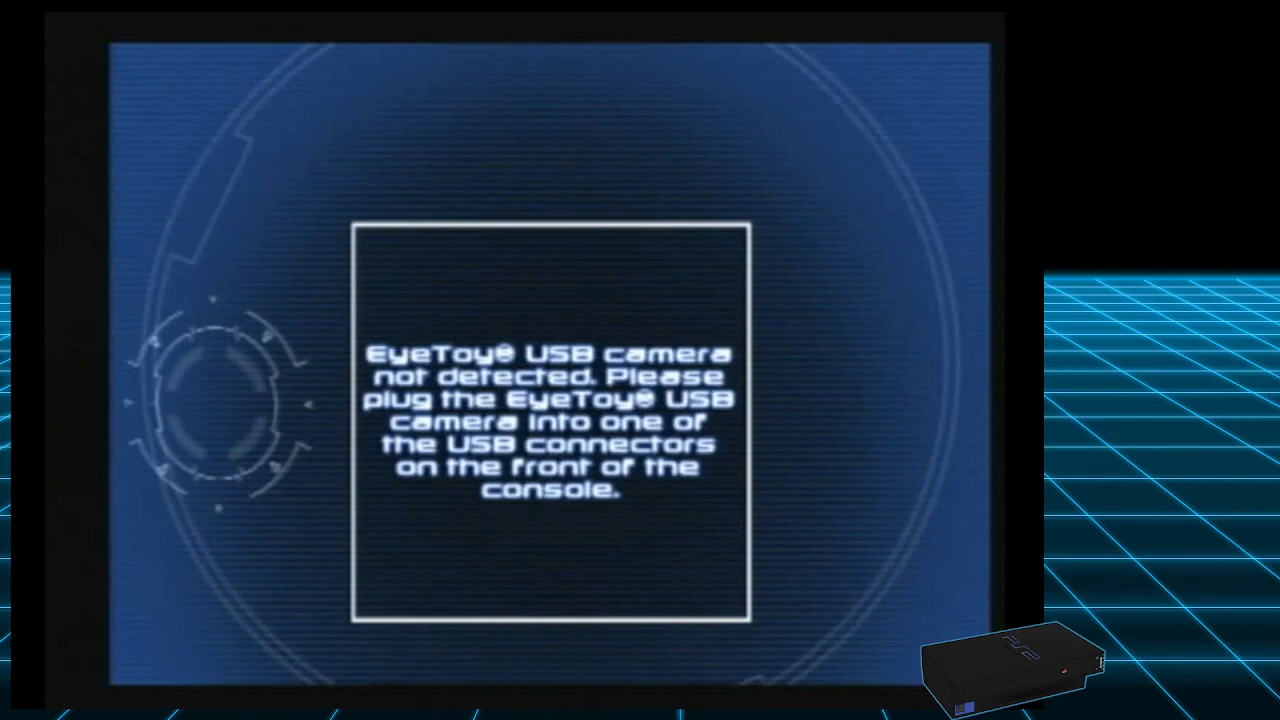 EyeToy® USB camera
not detected. Please
plug the EyeToy® USB
camera into one of
the USB connectors
on the front of the
console.
PS2